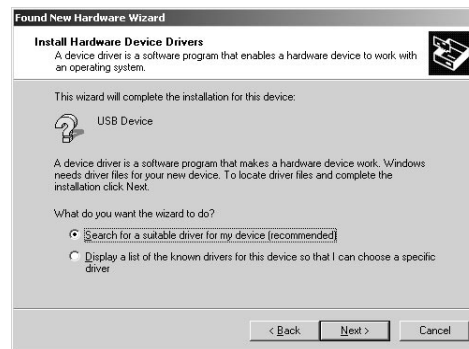 Found New Hardware Wizard
Install Hardware Device Drivers
A device driver is a software program that enables a hardware device to work with
an operating system.
This wizard will complete the installation for this device:
USB Device
A device driver is a software program that makes a hardware device work. Windows
needs driver files for your new device. To locate driver files and complete the
installation click Next.
What do you want the wizard to do?
Search for a suitable driver for my device (recommended)
Display a list of the known drivers for this device so that I can choose a specific
driver
< Back Next > Cancel